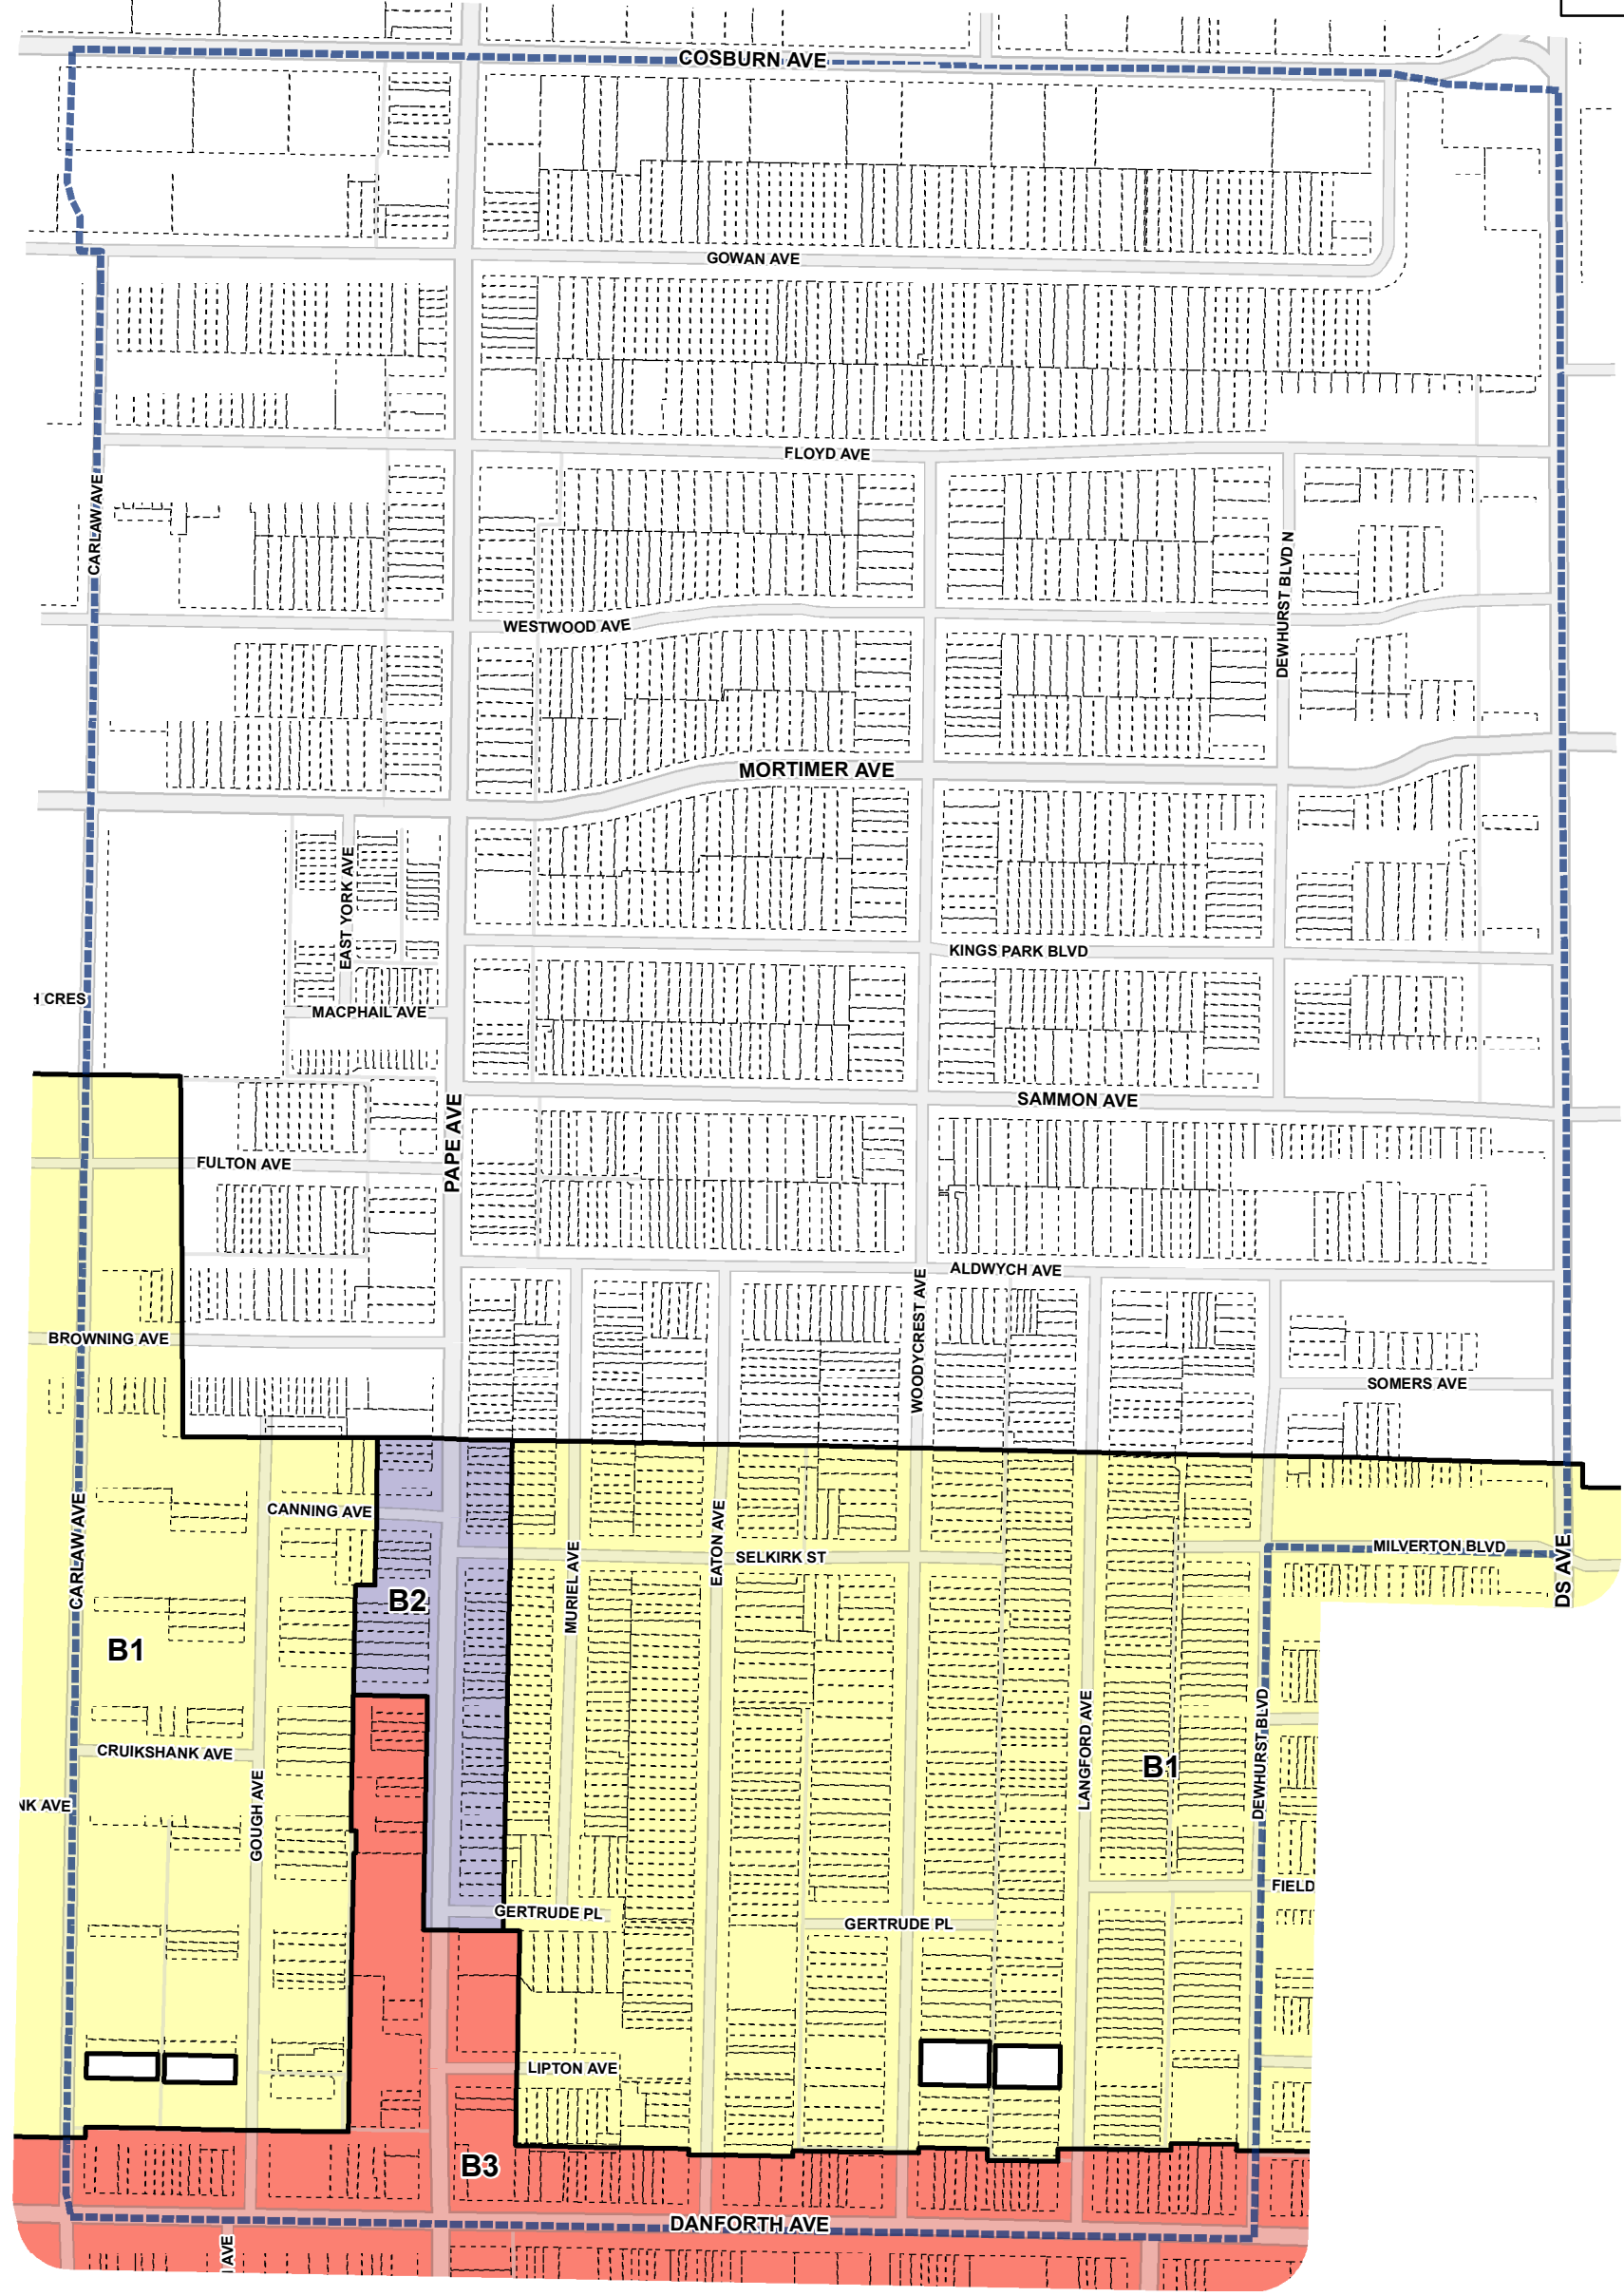 COSBURN AVE
GOWAN AVE
FLOYD AVE
CARLAW AVE
DEWHURST BLVD N
WESTWOOD AVE
MORTIMER AVE
EAST YORK AVE
KINGS PARK BLVD
H CRES
MACPHAIL AVE
PAPE AVE
SAMMON AVE
FULTON AVE
ALDWYCH AVE
WOODYCREST AVE
BROWNING AVE
SOMERS AVE
CARLAW AVE
CANNING AVE
EATON AVE
MURIEL AVE
SELKIRK ST
MILVERTON BLVD
DS AVE
B2
B1
LANGFORD AVE
DEWHURST BLVD
CRUIKSHANK AVE
B1
NK AVE
GOUGH AVE
FIELD
GERTRUDE PL
GERTRUDE PL
LIPTON AVE
B3
DANFORTH AVE
AVE